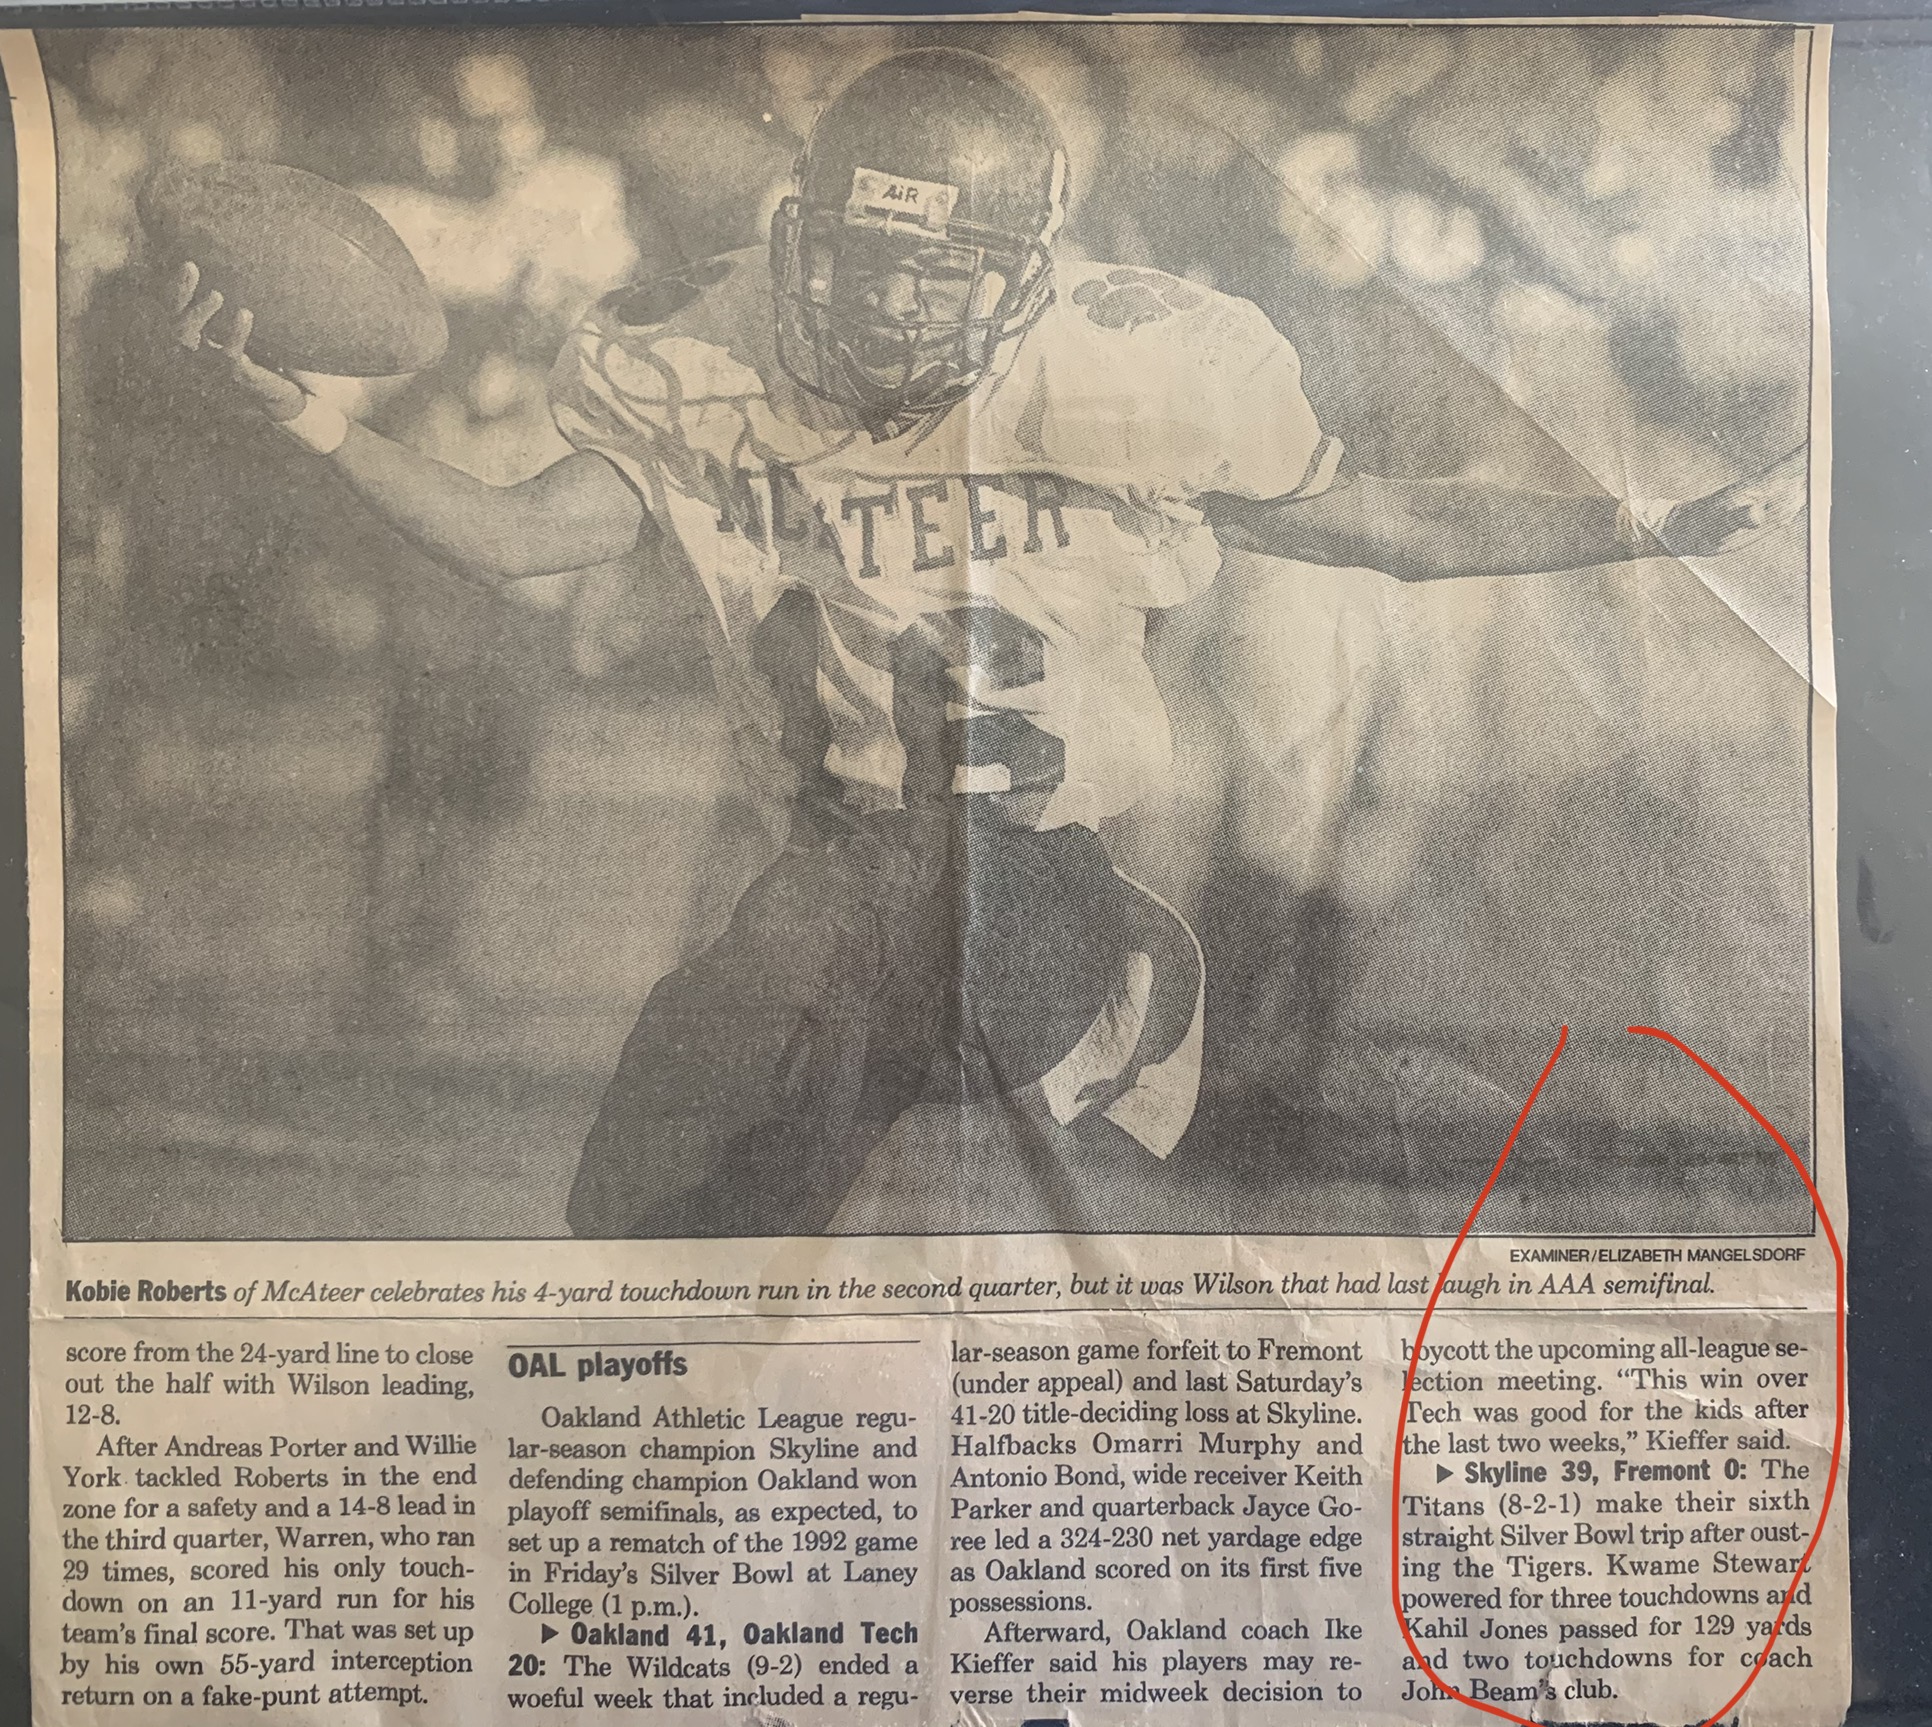 AiR
MCATEER
EXAMINER/ELIZABETH MANGELSDORF
Kobie Roberts of McAteer celebrates his 4-yard touchdown run in the second quarter, but it was Wilson that had last laugh in AAA semifinal.
score from the 24-yard line to close
out the half with Wilson leading,
12-8.
After Andreas Porter and Willie
York tackled Roberts in the end
zone for a safety and a 14-8 lead in
the third quarter, Warren, who ran
29 times, scored his only touch-
down on an 11-yard run for his
team's final score. That was set up
by his own 55-yard interception
return on a fake-punt attempt.
OAL playoffs
Oakland Athletic League regu-
lar-season champion Skyline and
defending champion Oakland won
playoff semifinals, as expected, to
set up a rematch of the 1992 game
in Friday's Silver Bowl at Laney
College (1 p.m.).
▶ Oakland 41, Oakland Tech
20: The Wildcats (9-2) ended a
woeful week that included a regu-
lar-season game forfeit to Fremont
(under appeal) and last Saturday's
41-20 title-deciding loss at Skyline.
Halfbacks Omarri Murphy and
Antonio Bond, wide receiver Keith
Parker and quarterback Jayce Go-
ree led a 324-230 net yardage edge
as Oakland scored on its first five
possessions.
Afterward, Oakland coach Ike
Kieffer said his players may re-
verse their midweek decision to
boycott the upcoming all-league se-
lection meeting. "This win over
Tech was good for the kids after
the last two weeks," Kieffer said.
▶ Skyline 39, Fremont 0: The
Titans (8-2-1) make their sixth
straight Silver Bowl trip after oust-
ing the Tigers. Kwame Stewart
powered for three touchdowns and
Kahil Jones passed for 129 yards
and two touchdowns for coach
John Beam's club.